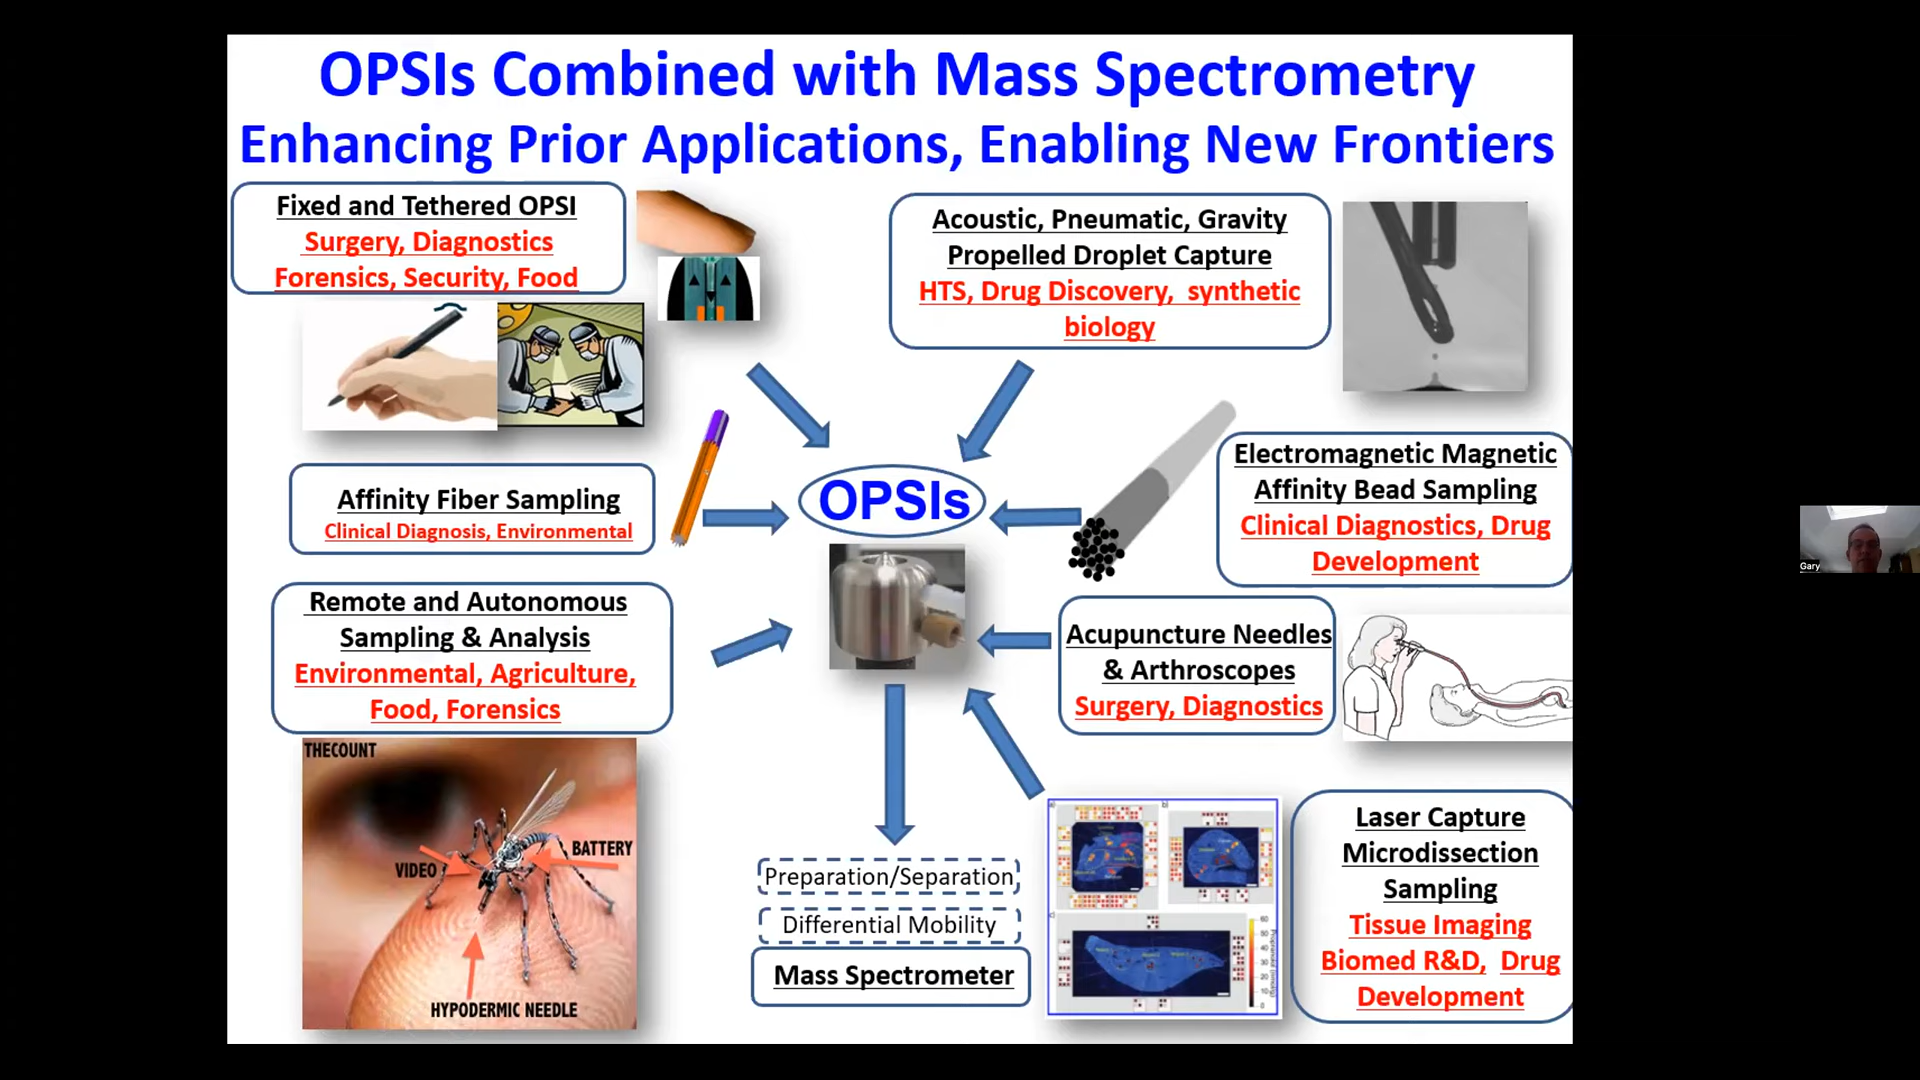 OPSIs Combined with Mass Spectrometry
Enhancing Prior Applications, Enabling New Frontiers
Fixed and Tethered OPSI
Surgery, Diagnostics
Forensics, Security, Food
Acoustic, Pneumatic, Gravity
Propelled Droplet Capture
HTS, Drug Discovery, synthetic
biology
Affinity Fiber Sampling
Clinical Diagnosis, Environmental
OPSIs
Electromagnetic Magnetic
Affinity Bead Sampling
Clinical Diagnostics, Drug
Development
Remote and Autonomous
Sampling & Analysis
Environmental, Agriculture,
Food, Forensics
Acupuncture Needles
& Arthroscopes
Surgery, Diagnostics
THECOUNT
VIDEO
BATTERY
HYPODERMIC NEEDLE
Preparation/Separation
Differential Mobility
Mass Spectrometer
Laser Capture
Microdissection
Sampling
Tissue Imaging
Biomed R&D, Drug
Development
Gary